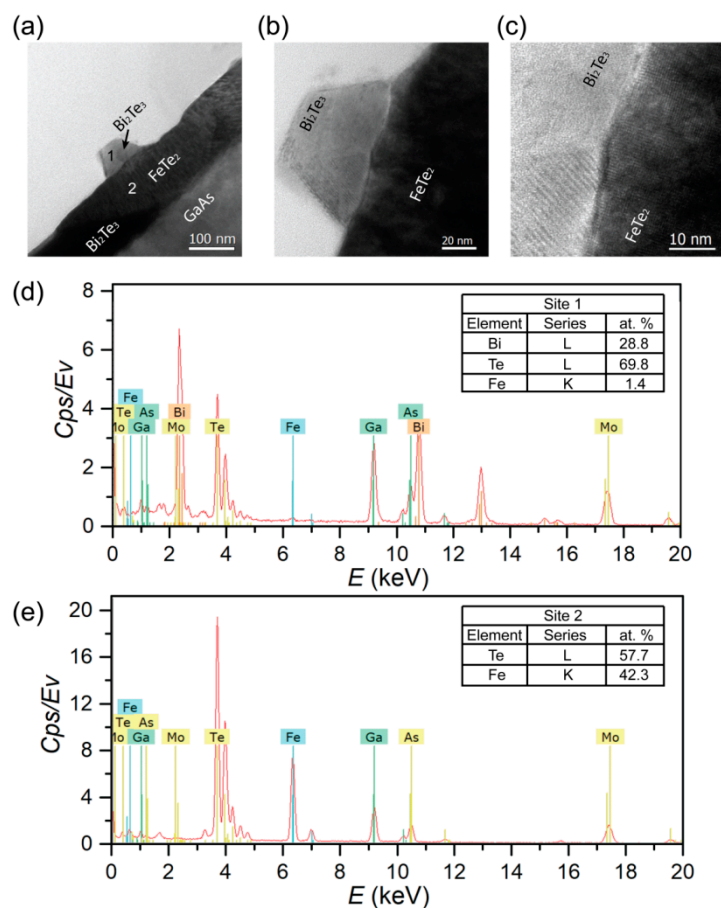 (a)
(b)
(c)
Bi₂Te₃
1
FeTe₂
2
GaAs
Bi₂Te₃
100 nm
Bi₂Te₃
FeTe₂
20 nm
Bi₂Te₃
FeTe₂
10 nm
(d)
8
6
4
2
0
Cps/Ev
Fe
Te As Bi As
Mo Ga Mo Te Fe Ga Bi Mo
Site 1
Element Series at. %
Bi L 28.8
Te L 69.8
Fe K 1.4
0 2 4 6 8 10 12 14 16 18 20
E (keV)
(e)
20
16
12
8
4
0
Cps/Ev
Fe
Te As
Mo Ga Mo Te Fe Ga As Mo
Site 2
Element Series at. %
Te L 57.7
Fe K 42.3
0 2 4 6 8 10 12 14 16 18 20
E (keV)